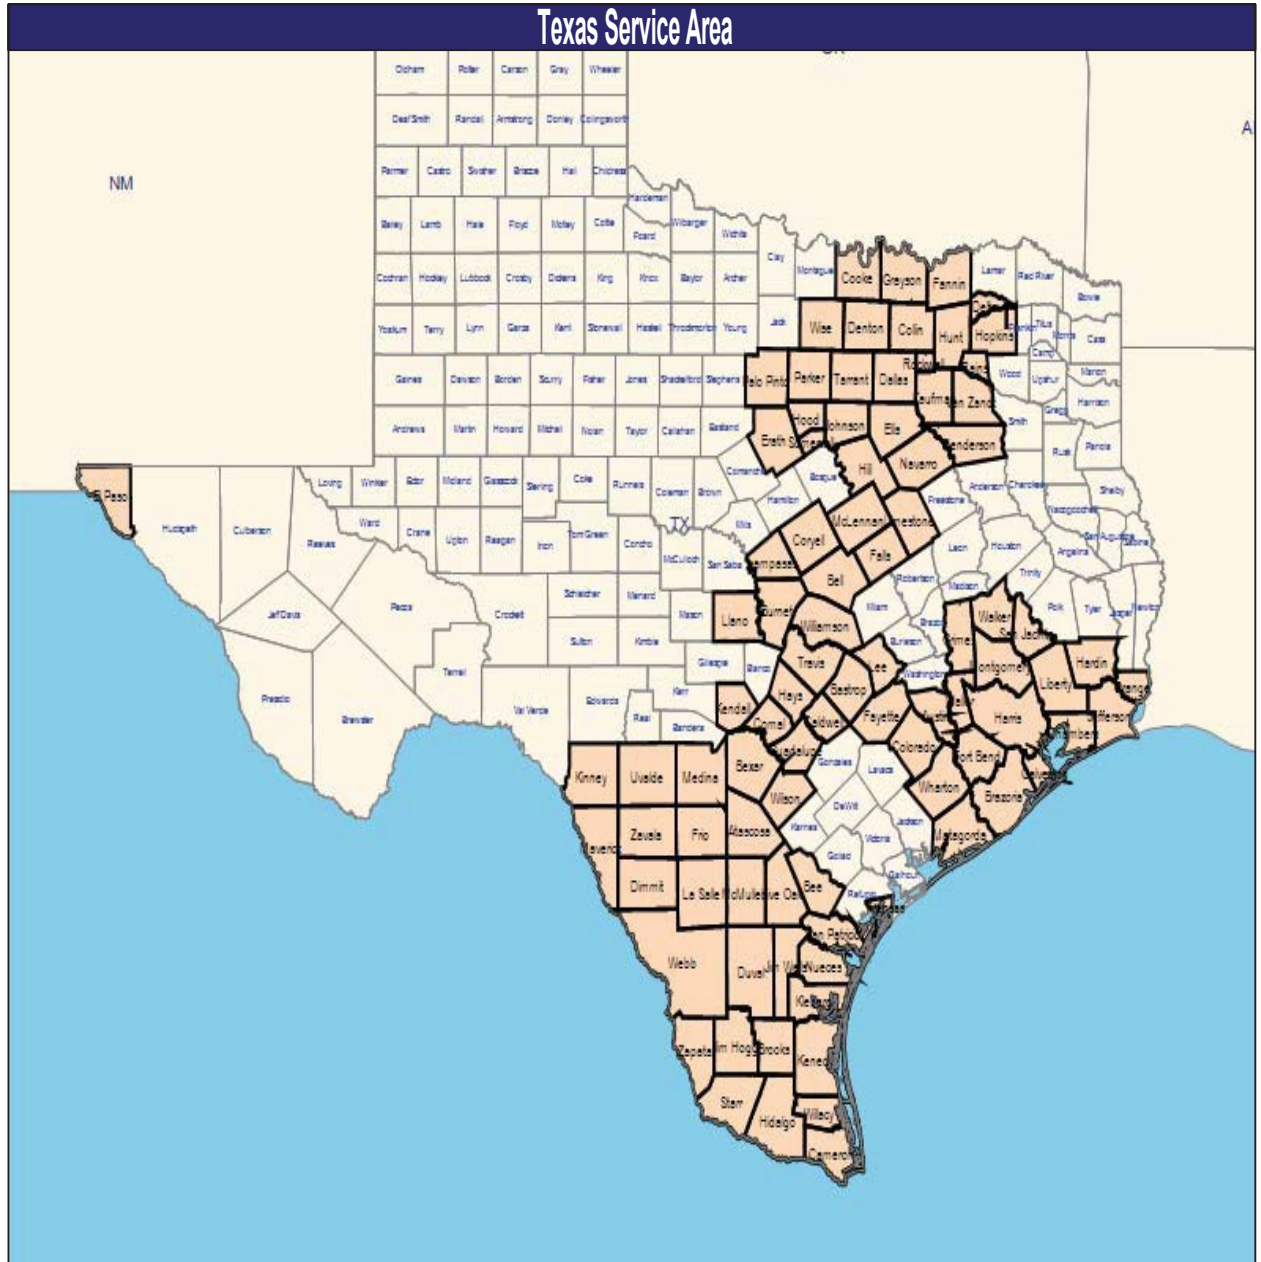 Texas Service Area
Oldham Potter Carson Gray Wheeler
Deaf Smith Randall Armstrong Donley Collingsworth
A
NM
Parmer Castro Swisher Briscoe Hall Childress
Hardeman
Bailey Lamb Hale Floyd Motley Cottle Foard Wilbarger Wichita
Clay Montague Cooke Grayson Fannin Lamar Red River Bowie
Cochran Hockley Lubbock Crosby Dickens King Knox Baylor Archer
Yoakum Terry Lynn Garza Kent Stonewall Haskell Throckmorton Young Jack Wise Denton Collin Hunt Hopkins Titus Morris Cass
Camp
Gaines Dawson Borden Scurry Fisher Jones Shackelford Stephens Palo Pinto Parker Tarrant Dallas Rockwall Rains Wood Upshur Marion
Kaufman Van Zandt Gregg Harrison
Andrews Martin Howard Mitchell Nolan Taylor Callahan Eastland Erath Hood Johnson Ellis Henderson Smith Rusk Panola
Hill Navarro
El Paso Loving Winkler Ector Midland Glasscock Sterling Coke Runnels Coleman Brown Comanche Hamilton Bosque Freestone Anderson Cherokee Shelby
Nacogdoches
Hudspeth Culberson Reeves Ward Crane Upton Reagan Irion Tom Green Concho McCulloch San Saba Mills TX
Coryell McLennan Limestone Falls Leon Houston Angelina San Augustine Sabine
Lampasas Bell Robertson Madison Trinity
Jeff Davis Pecos Crockett Schleicher Menard Mason Llano Burnet Williamson Milam Brazos Grimes Walker San Jacinto Polk Tyler Jasper Newton
Sutton Kimble Gillespie Blanco Travis Lee Burleson Washington Montgomery Liberty Hardin Orange
Presidio Brewster Terrell Val Verde Edwards Real Kerr Bandera Kendall Hays Bastrop Fayette Austin Harris Jefferson
Comal Caldwell Chambers
Guadalupe Colorado Fort Bend Galveston
Kinney Uvalde Medina Bexar Wilson Gonzales Lavaca Wharton Brazoria
DeWitt Jackson Matagorda
Maverick Zavala Frio Atascosa Karnes Victoria
Goliad Calhoun
Dimmit La Salle McMullen Live Oak Bee Refugio
San Patricio
Webb Duval Jim Wells Nueces
Kleberg
Zapata Jim Hogg Brooks Kenedy
Starr Hidalgo Willacy
Cameron